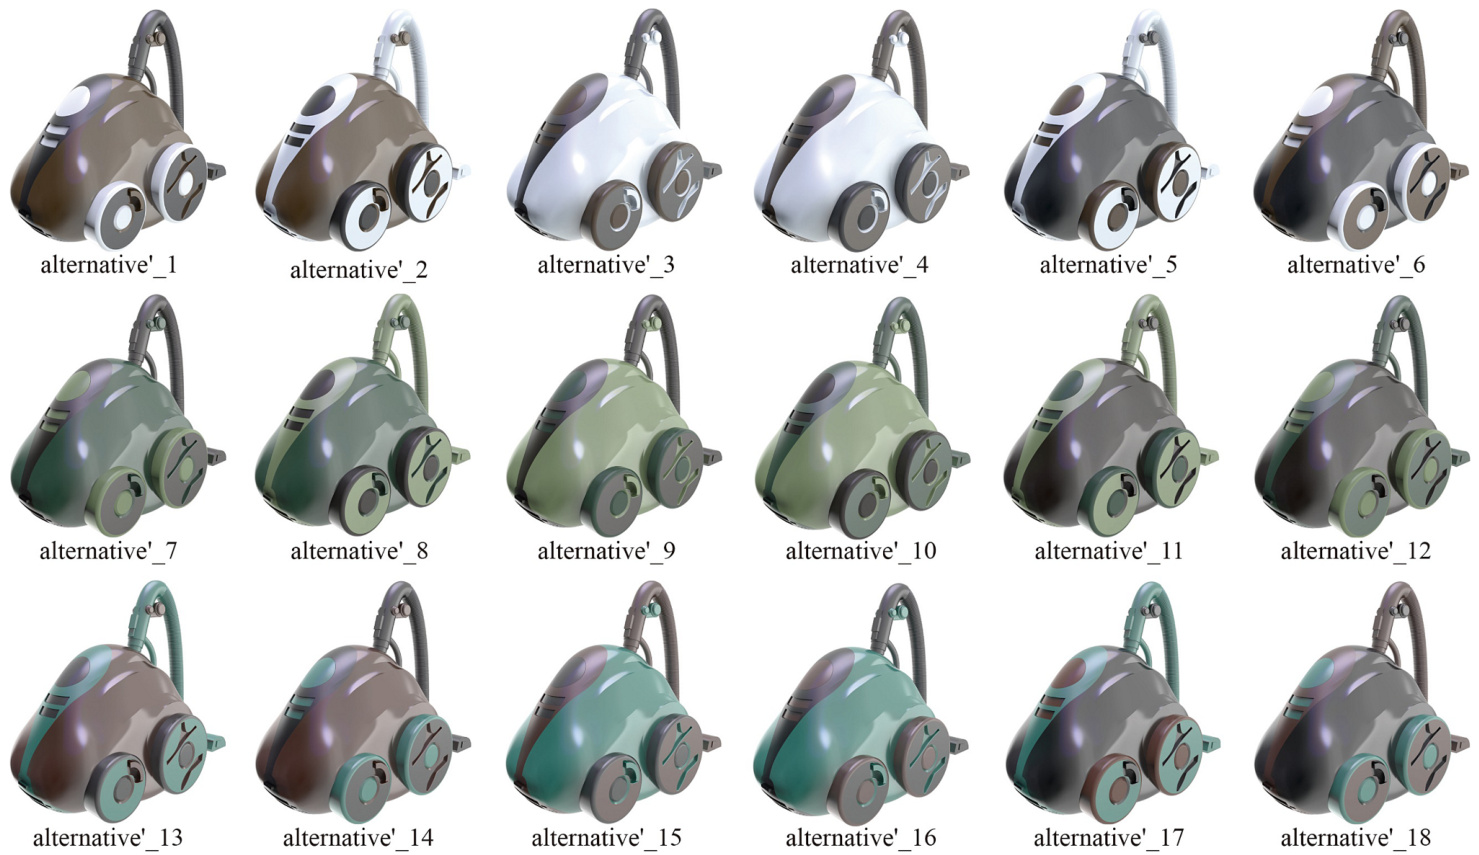 alternative'_1
alternative'_2
alternative'_3
alternative'_4
alternative'_5
alternative'_6
alternative'_7
alternative'_8
alternative'_9
alternative'_10
alternative'_11
alternative'_12
alternative'_13
alternative'_14
alternative'_15
alternative'_16
alternative'_17
alternative'_18